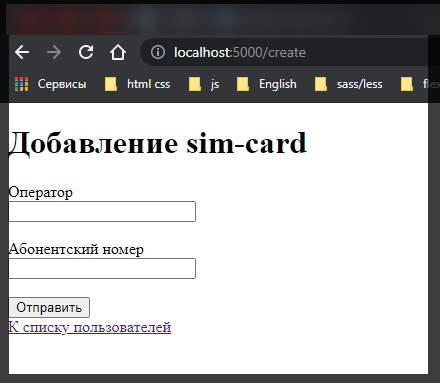 localhost:5000/create
Сервисы html css js English sass/less
Добавление sim-card
Оператор
Абонентский номер
Отправить
К списку пользователей